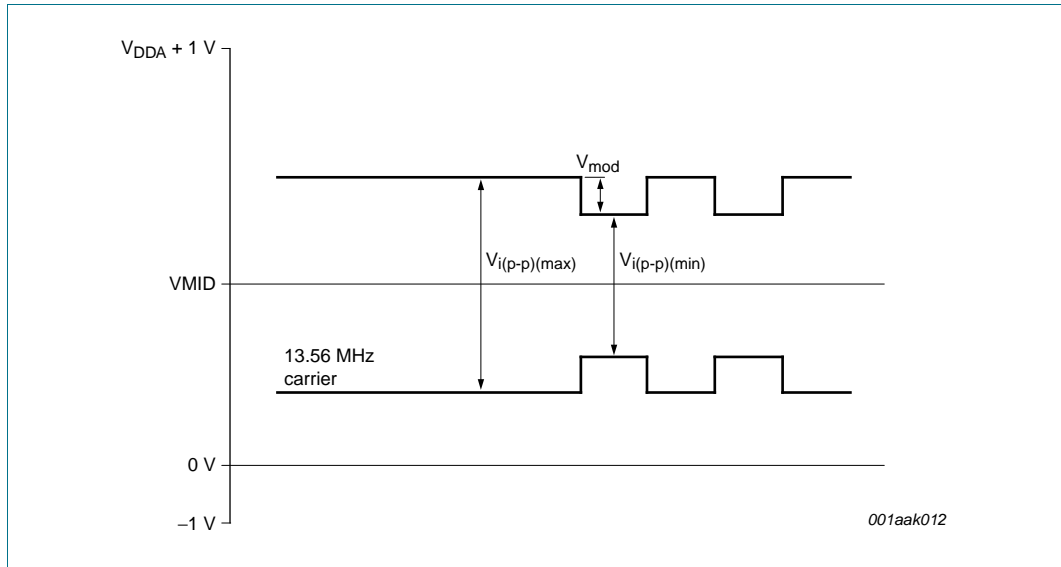 V_DDA + 1 V
V_mod
V_i(p-p)(max)
V_i(p-p)(min)
VMID
13.56 MHz
carrier
0 V
−1 V
001aak012